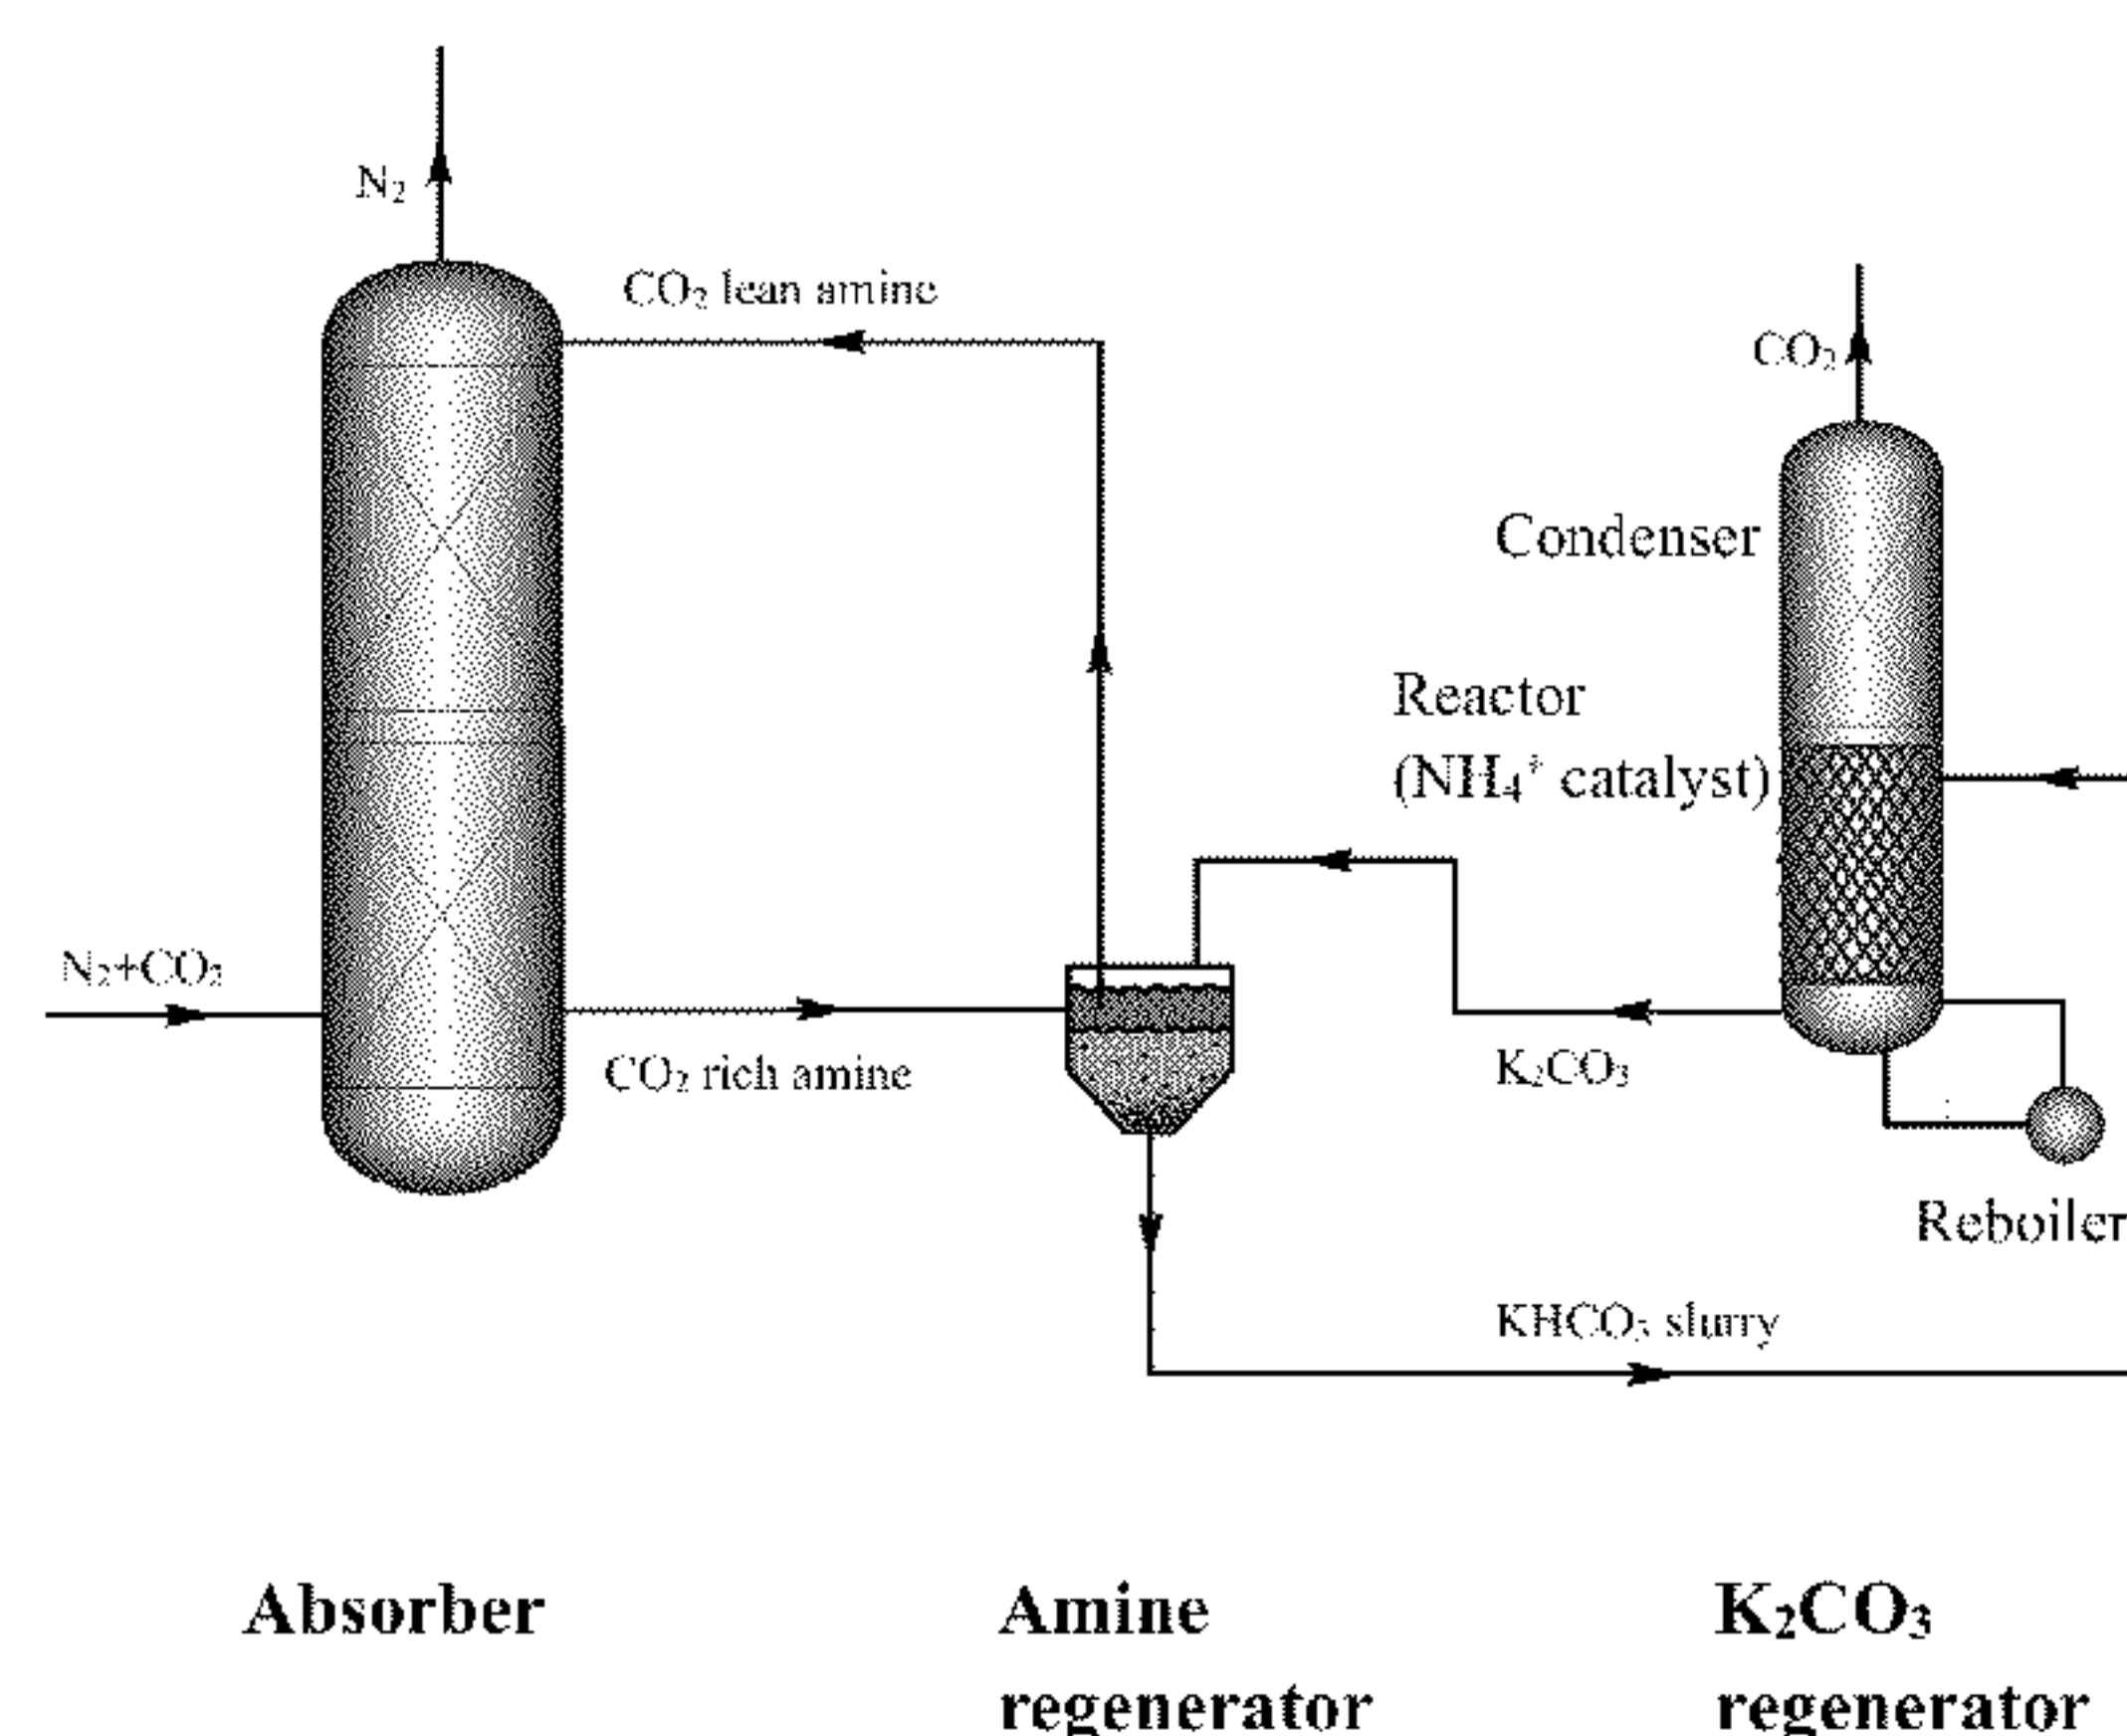 N₂
CO₂ lean amine
CO₂
Condenser
Reactor
(NH₄⁺ catalyst)
N₂+CO₂
CO₂ rich amine
K₂CO₃
Reboiler
KHCO₃ slurry
Absorber
Amine
regenerator
K₂CO₃
regenerator